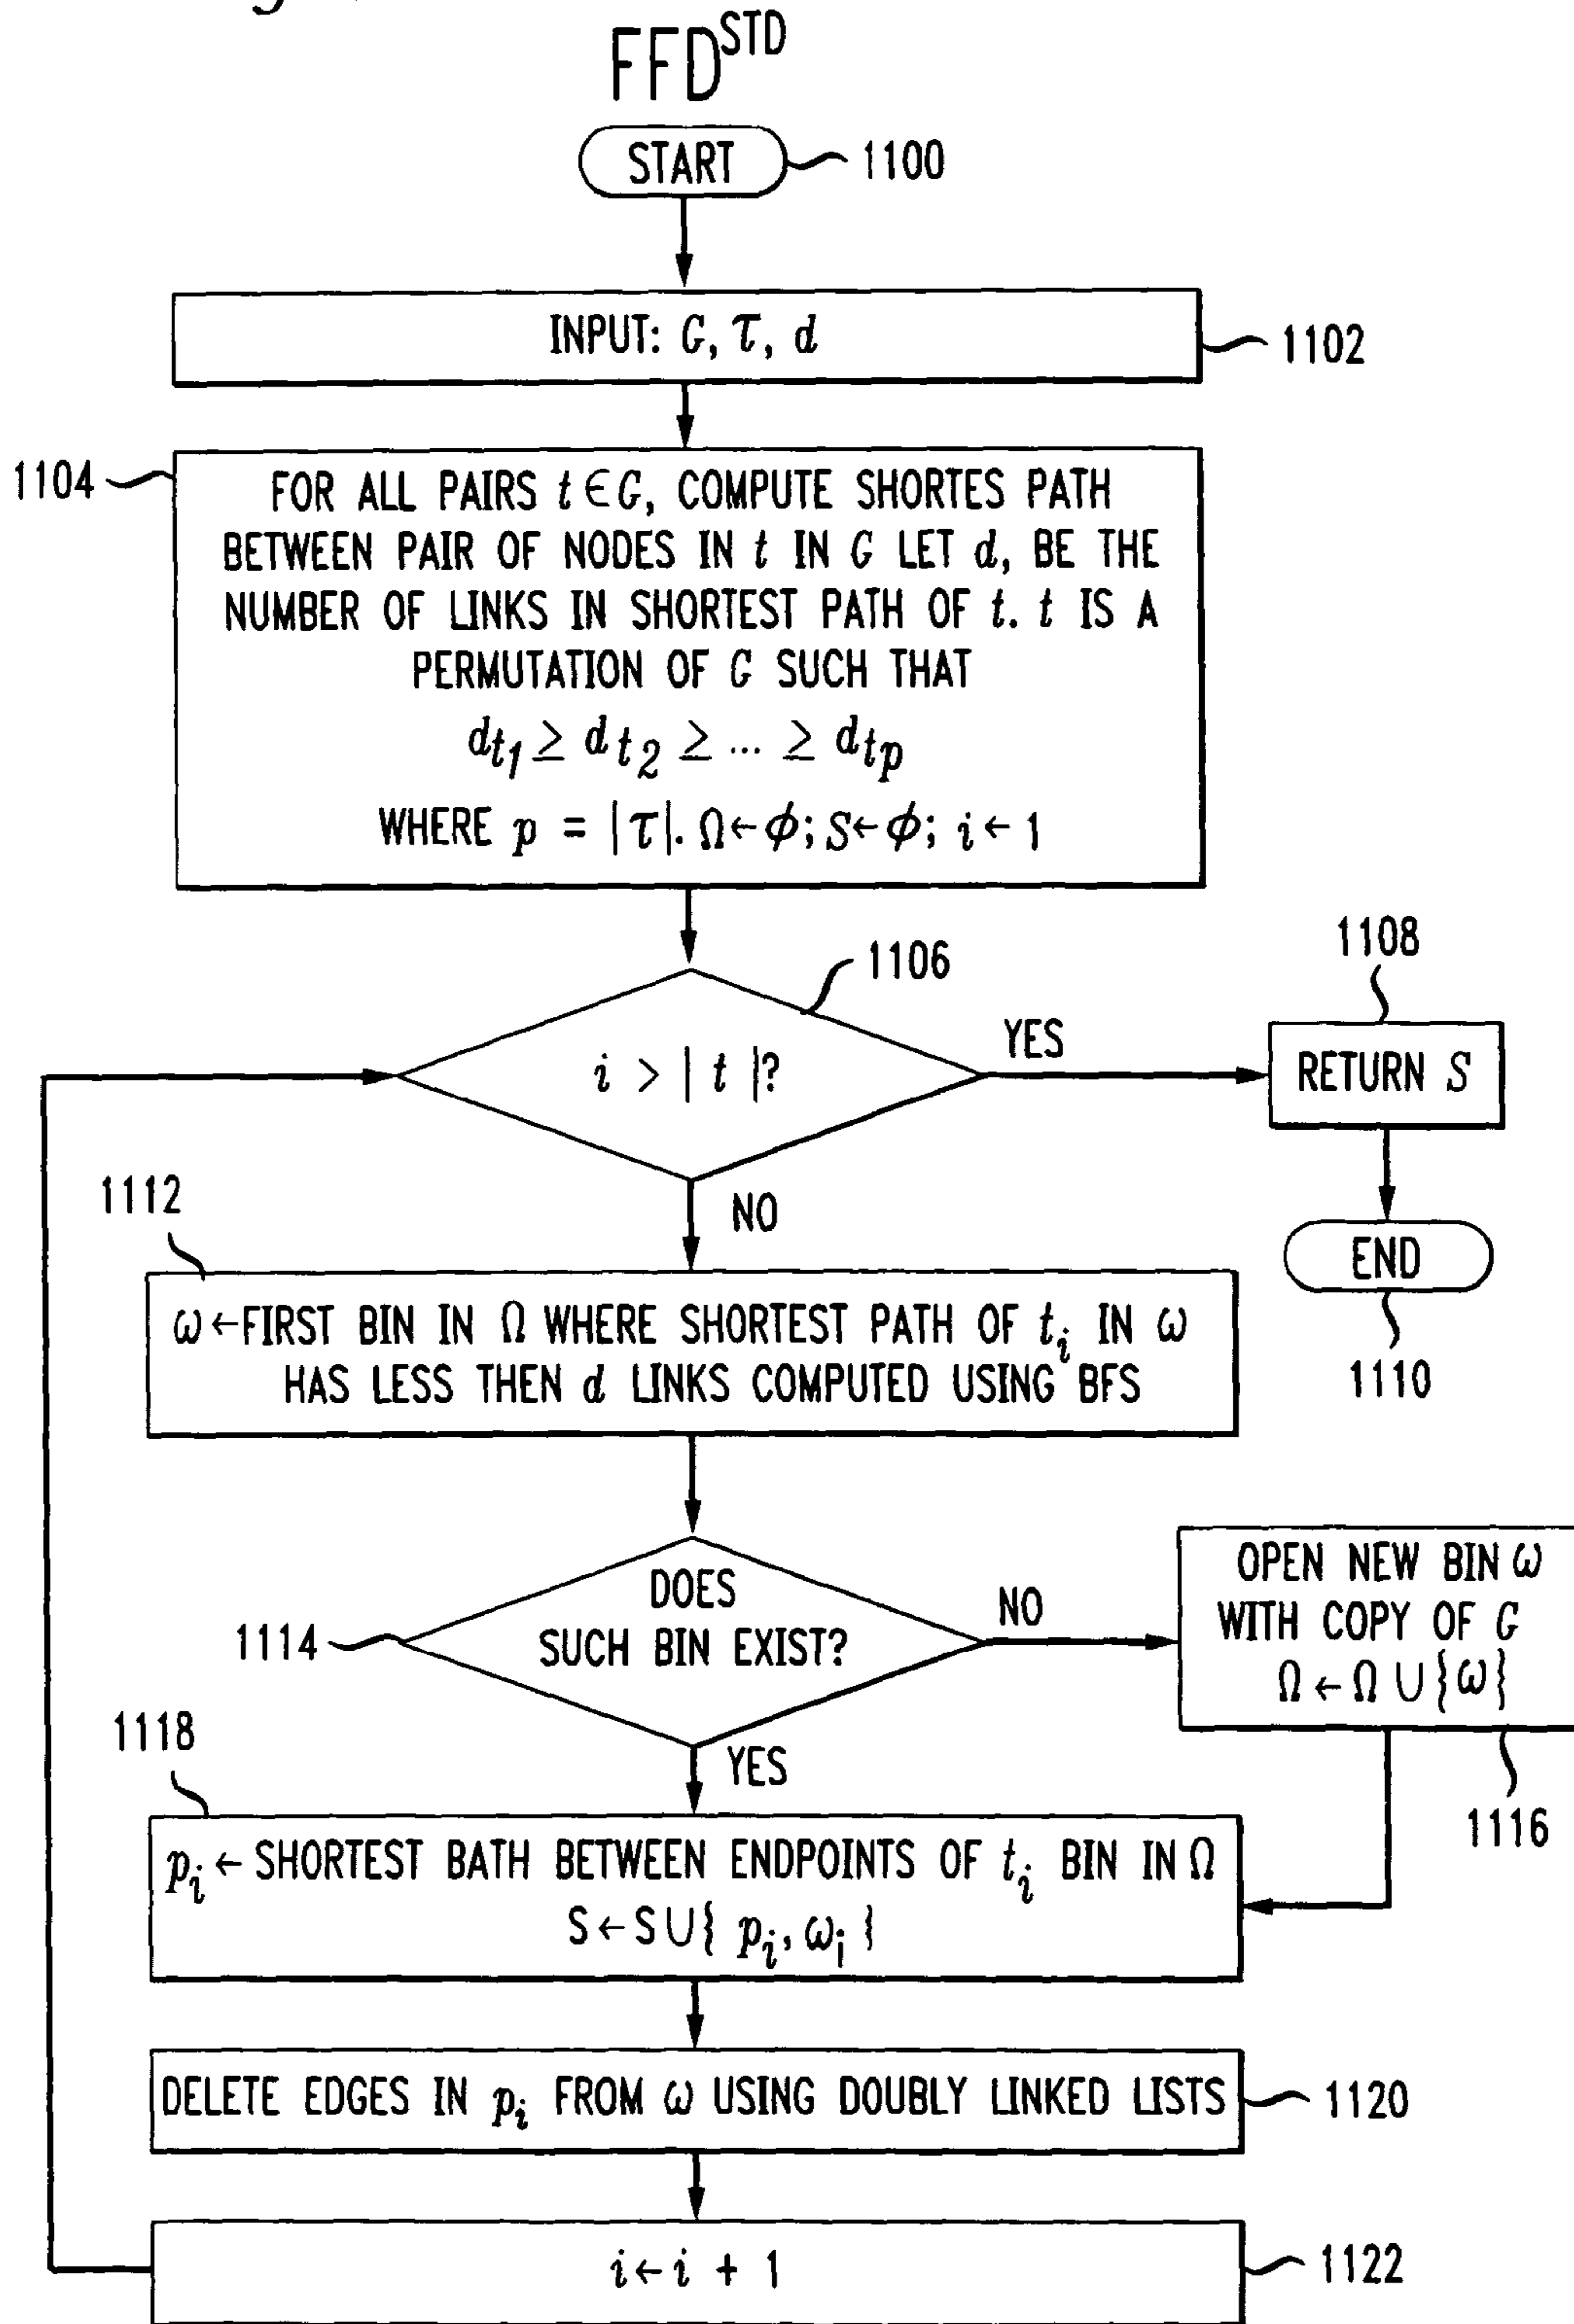 FFD^STD
START
1100
INPUT: G, τ, d
1102
1104
FOR ALL PAIRS t ∈ G, COMPUTE SHORTES PATH
BETWEEN PAIR OF NODES IN t IN G LET d, BE THE
NUMBER OF LINKS IN SHORTEST PATH OF t. t IS A
PERMUTATION OF G SUCH THAT
d_t1 ≥ d_t2 ≥ ... ≥ d_tp
WHERE p = |τ|. Ω←ϕ; S←ϕ; i ← 1
1106
1108
i > | t |?
YES
RETURN S
NO
END
1110
1112
ω ←FIRST BIN IN Ω WHERE SHORTEST PATH OF t_i IN ω
HAS LESS THEN d LINKS COMPUTED USING BFS
1114
DOES
SUCH BIN EXIST?
NO
OPEN NEW BIN ω
WITH COPY OF G
Ω ← Ω ∪ {ω}
1116
YES
1118
p_i ← SHORTEST BATH BETWEEN ENDPOINTS OF t_i BIN IN Ω
S ← S ∪ { p_i, ω_i }
DELETE EDGES IN p_i FROM ω USING DOUBLY LINKED LISTS
1120
i ← i + 1
1122